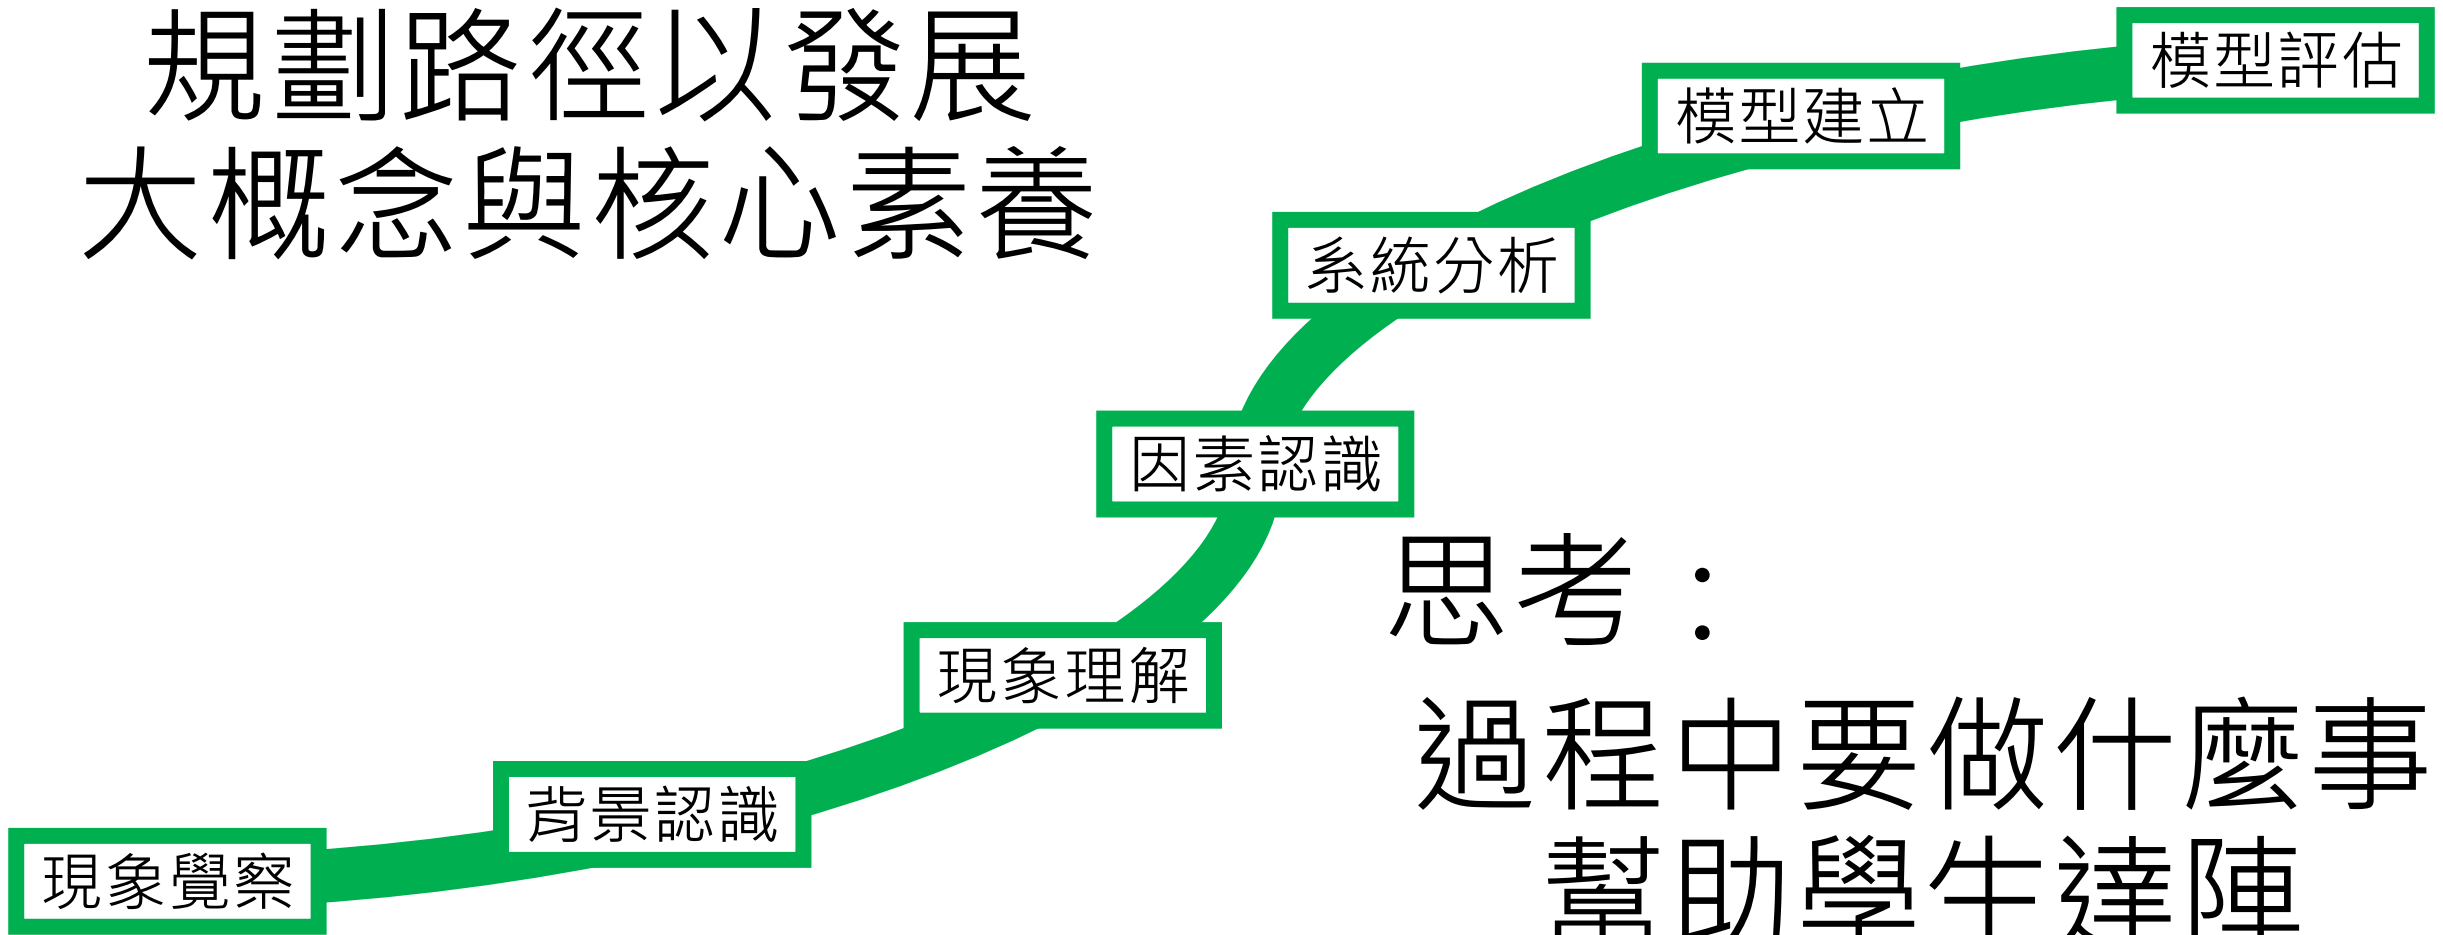 規劃路徑以發展
大概念與核心素養
模型評估
模型建立
系統分析
因素認識
現象理解
背景認識
現象覺察
思考：
過程中要做什麼事
幫助學生達陣